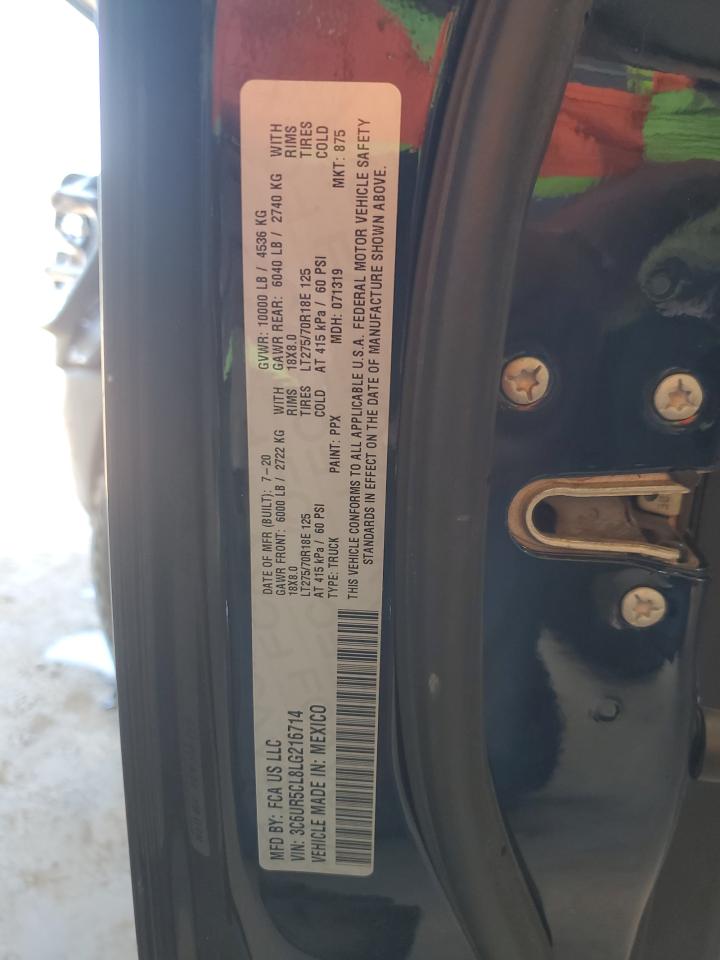 MFD BY: FCA US LLC
DATE OF MFR (BUILT): 7-20
GVWR: 10000 LB / 4536 KG
GAWR FRONT: 6000 LB / 2722 KG WITH
GAWR REAR: 6040 LB / 2740 KG WITH
18X8.0 RIMS
18X8.0 RIMS
LT275/70R18E 125 TIRES
LT275/70R18E 125 TIRES
AT 415 kPa / 60 PSI COLD
AT 415 kPa / 60 PSI COLD
VIN: 3C6UR5CL8LG216714
TYPE: TRUCK
PAINT: PPX
MDH: 071319
MKT: 875
VEHICLE MADE IN: MEXICO
THIS VEHICLE CONFORMS TO ALL APPLICABLE U.S.A. FEDERAL MOTOR VEHICLE SAFETY
STANDARDS IN EFFECT ON THE DATE OF MANUFACTURE SHOWN ABOVE.